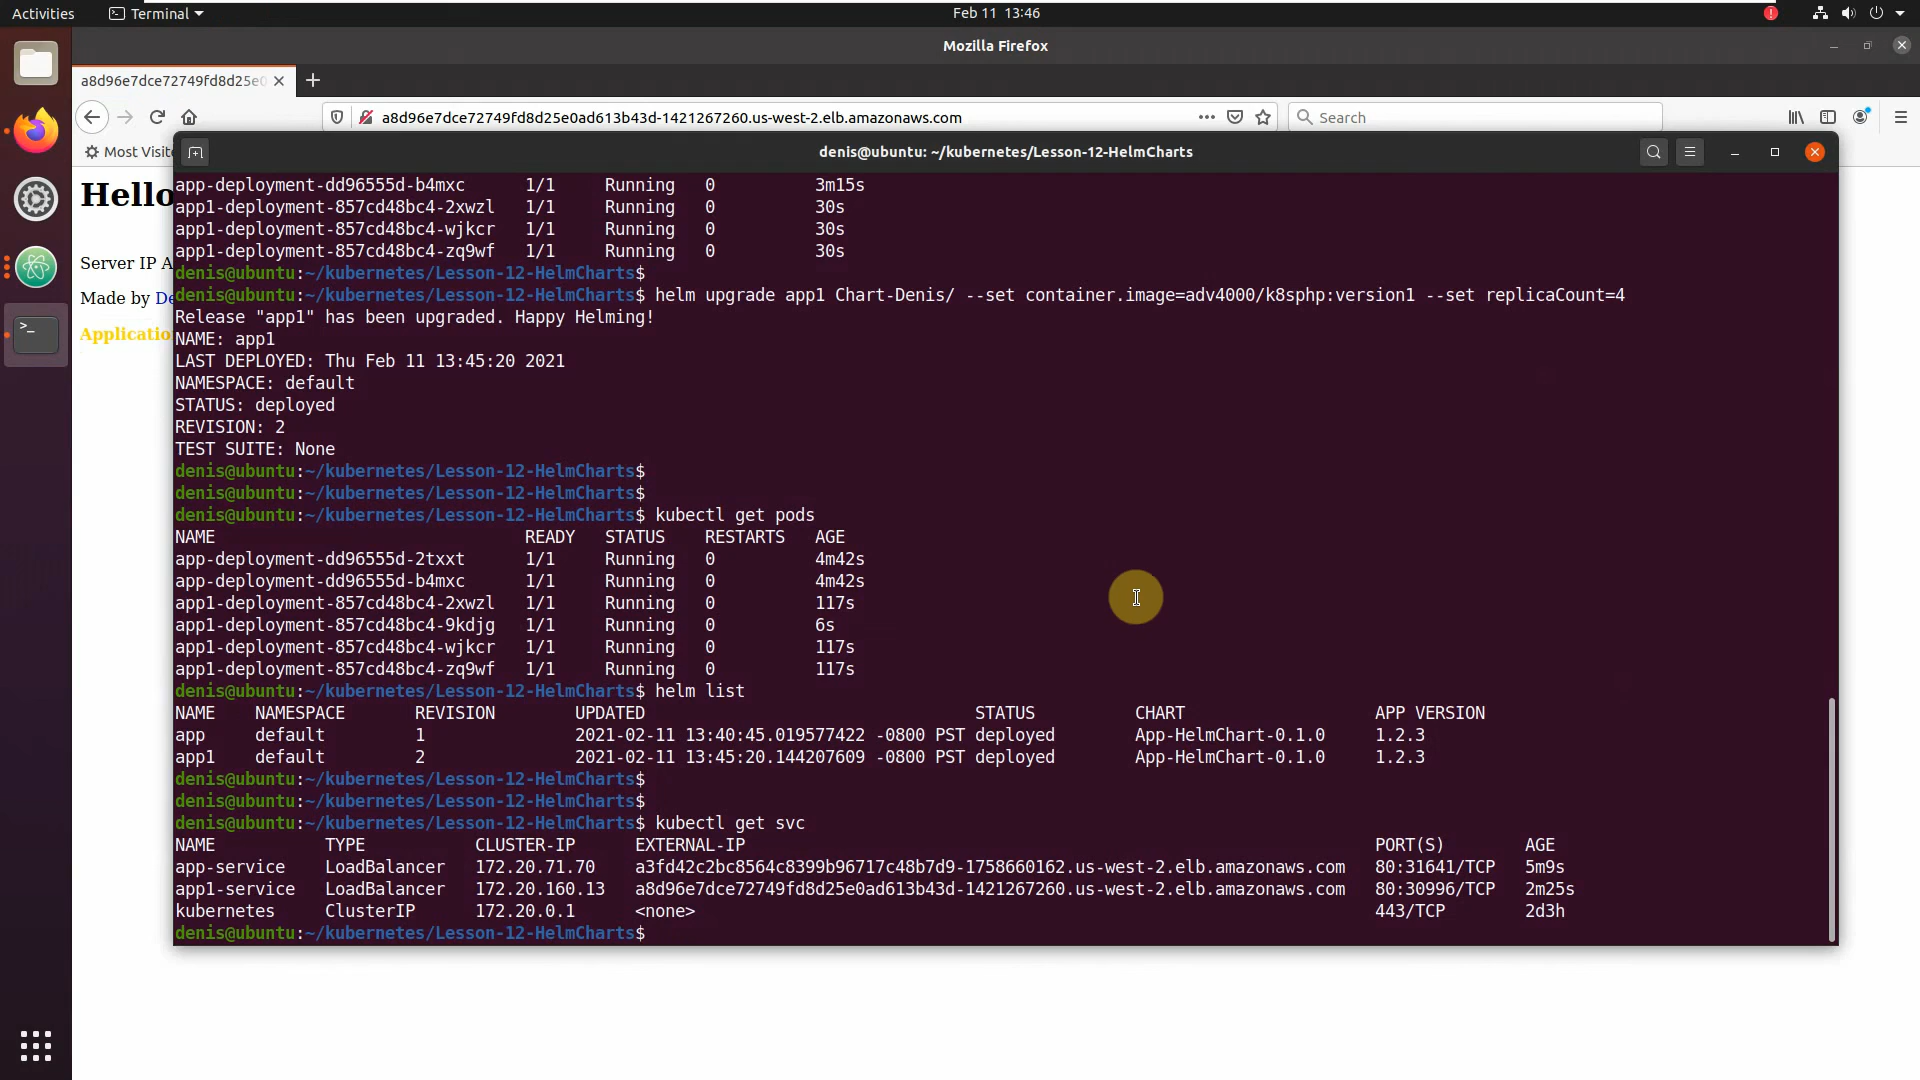 Activities Terminal Feb 11 13:46
Mozilla Firefox
a8d96e7dce72749fd8d25e0
a8d96e7dce72749fd8d25e0ad613b43d-1421267260.us-west-2.elb.amazonaws.com Search
Most Visite
denis@ubuntu: ~/kubernetes/Lesson-12-HelmCharts
Hello
Server IP A
Made by De
Applicatio
app-deployment-dd96555d-b4mxc 1/1 Running 0 3m15s
app1-deployment-857cd48bc4-2xwzl 1/1 Running 0 30s
app1-deployment-857cd48bc4-wjkcr 1/1 Running 0 30s
app1-deployment-857cd48bc4-zq9wf 1/1 Running 0 30s
denis@ubuntu:~/kubernetes/Lesson-12-HelmCharts$
denis@ubuntu:~/kubernetes/Lesson-12-HelmCharts$ helm upgrade app1 Chart-Denis/ --set container.image=adv4000/k8sphp:version1 --set replicaCount=4
Release "app1" has been upgraded. Happy Helming!
NAME: app1
LAST DEPLOYED: Thu Feb 11 13:45:20 2021
NAMESPACE: default
STATUS: deployed
REVISION: 2
TEST SUITE: None
denis@ubuntu:~/kubernetes/Lesson-12-HelmCharts$
denis@ubuntu:~/kubernetes/Lesson-12-HelmCharts$
denis@ubuntu:~/kubernetes/Lesson-12-HelmCharts$ kubectl get pods
NAME READY STATUS RESTARTS AGE
app-deployment-dd96555d-2txxt 1/1 Running 0 4m42s
app-deployment-dd96555d-b4mxc 1/1 Running 0 4m42s
app1-deployment-857cd48bc4-2xwzl 1/1 Running 0 117s
app1-deployment-857cd48bc4-9kdjg 1/1 Running 0 6s
app1-deployment-857cd48bc4-wjkcr 1/1 Running 0 117s
app1-deployment-857cd48bc4-zq9wf 1/1 Running 0 117s
denis@ubuntu:~/kubernetes/Lesson-12-HelmCharts$ helm list
NAME NAMESPACE REVISION UPDATED STATUS CHART APP VERSION
app default 1 2021-02-11 13:40:45.019577422 -0800 PST deployed App-HelmChart-0.1.0 1.2.3
app1 default 2 2021-02-11 13:45:20.144207609 -0800 PST deployed App-HelmChart-0.1.0 1.2.3
denis@ubuntu:~/kubernetes/Lesson-12-HelmCharts$
denis@ubuntu:~/kubernetes/Lesson-12-HelmCharts$
denis@ubuntu:~/kubernetes/Lesson-12-HelmCharts$ kubectl get svc
NAME TYPE CLUSTER-IP EXTERNAL-IP PORT(S) AGE
app-service LoadBalancer 172.20.71.70 a3fd42c2bc8564c8399b96717c48b7d9-1758660162.us-west-2.elb.amazonaws.com 80:31641/TCP 5m9s
app1-service LoadBalancer 172.20.160.13 a8d96e7dce72749fd8d25e0ad613b43d-1421267260.us-west-2.elb.amazonaws.com 80:30996/TCP 2m25s
kubernetes ClusterIP 172.20.0.1 <none> 443/TCP 2d3h
denis@ubuntu:~/kubernetes/Lesson-12-HelmCharts$